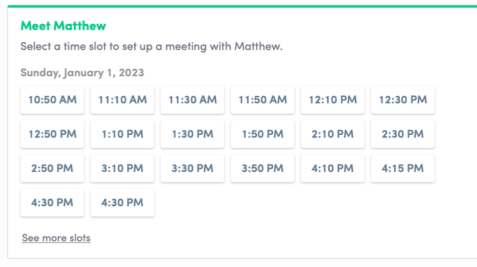 Meet Matthew
Select a time slot to set up a meeting with Matthew.
Sunday, January 1, 2023
10:50 AM 11:10 AM 11:30 AM 11:50 AM 12:10 PM 12:30 PM
12:50 PM 1:10 PM 1:30 PM 1:50 PM 2:10 PM 2:30 PM
2:50 PM 3:10 PM 3:30 PM 3:50 PM 4:10 PM 4:15 PM
4:30 PM 4:30 PM
See more slots